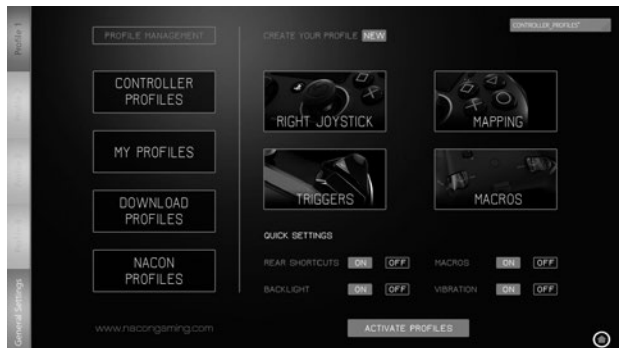 Profile 1
General Settings
PROFILE MANAGEMENT
CONTROLLER
PROFILES
MY PROFILES
DOWNLOAD
PROFILES
NACON
PROFILES
www.nacongaming.com
CREATE YOUR PROFILE NEW
CONTROLLER_PROFILES*
RIGHT JOYSTICK
MAPPING
TRIGGERS
MACROS
QUICK SETTINGS
REAR SHORTCUTS ON OFF MACROS ON OFF
BACKLIGHT ON OFF VIBRATION ON OFF
ACTIVATE PROFILES